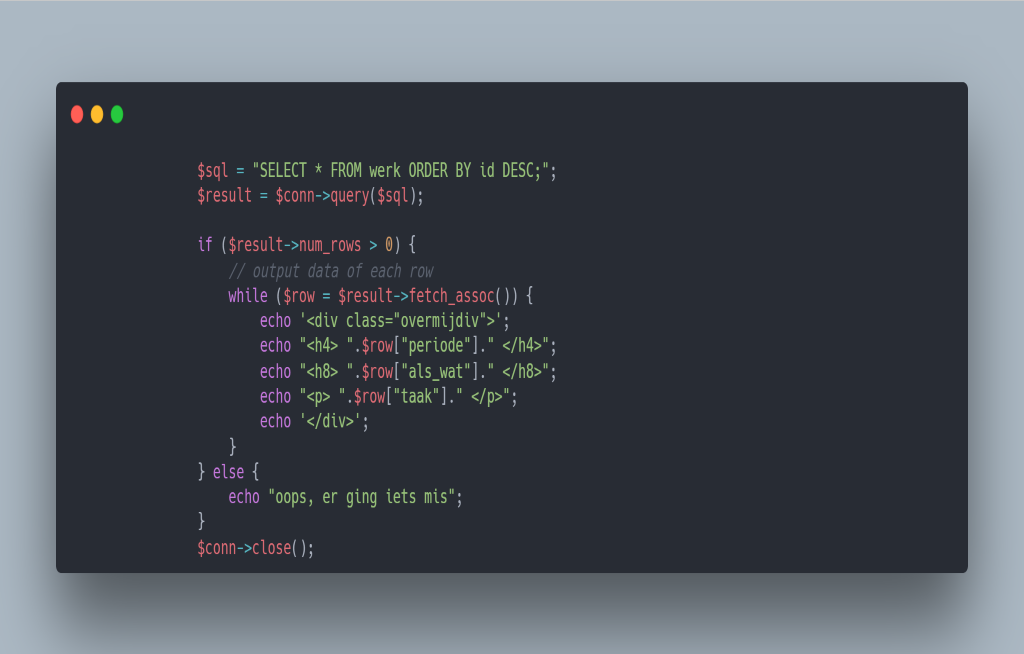 $sql = "SELECT * FROM werk ORDER BY id DESC;";
$result = $conn->query($sql);
if ($result->num_rows > 0) {
// output data of each row
while ($row = $result->fetch_assoc()) {
echo '<div class="overmijdiv">';
echo "<h4> ".$row["periode"]." </h4>";
echo "<h8> ".$row["als_wat"]." </h8>";
echo "<p> ".$row["taak"]." </p>";
echo '</div>';
}
} else {
echo "oops, er ging iets mis";
}
$conn->close();